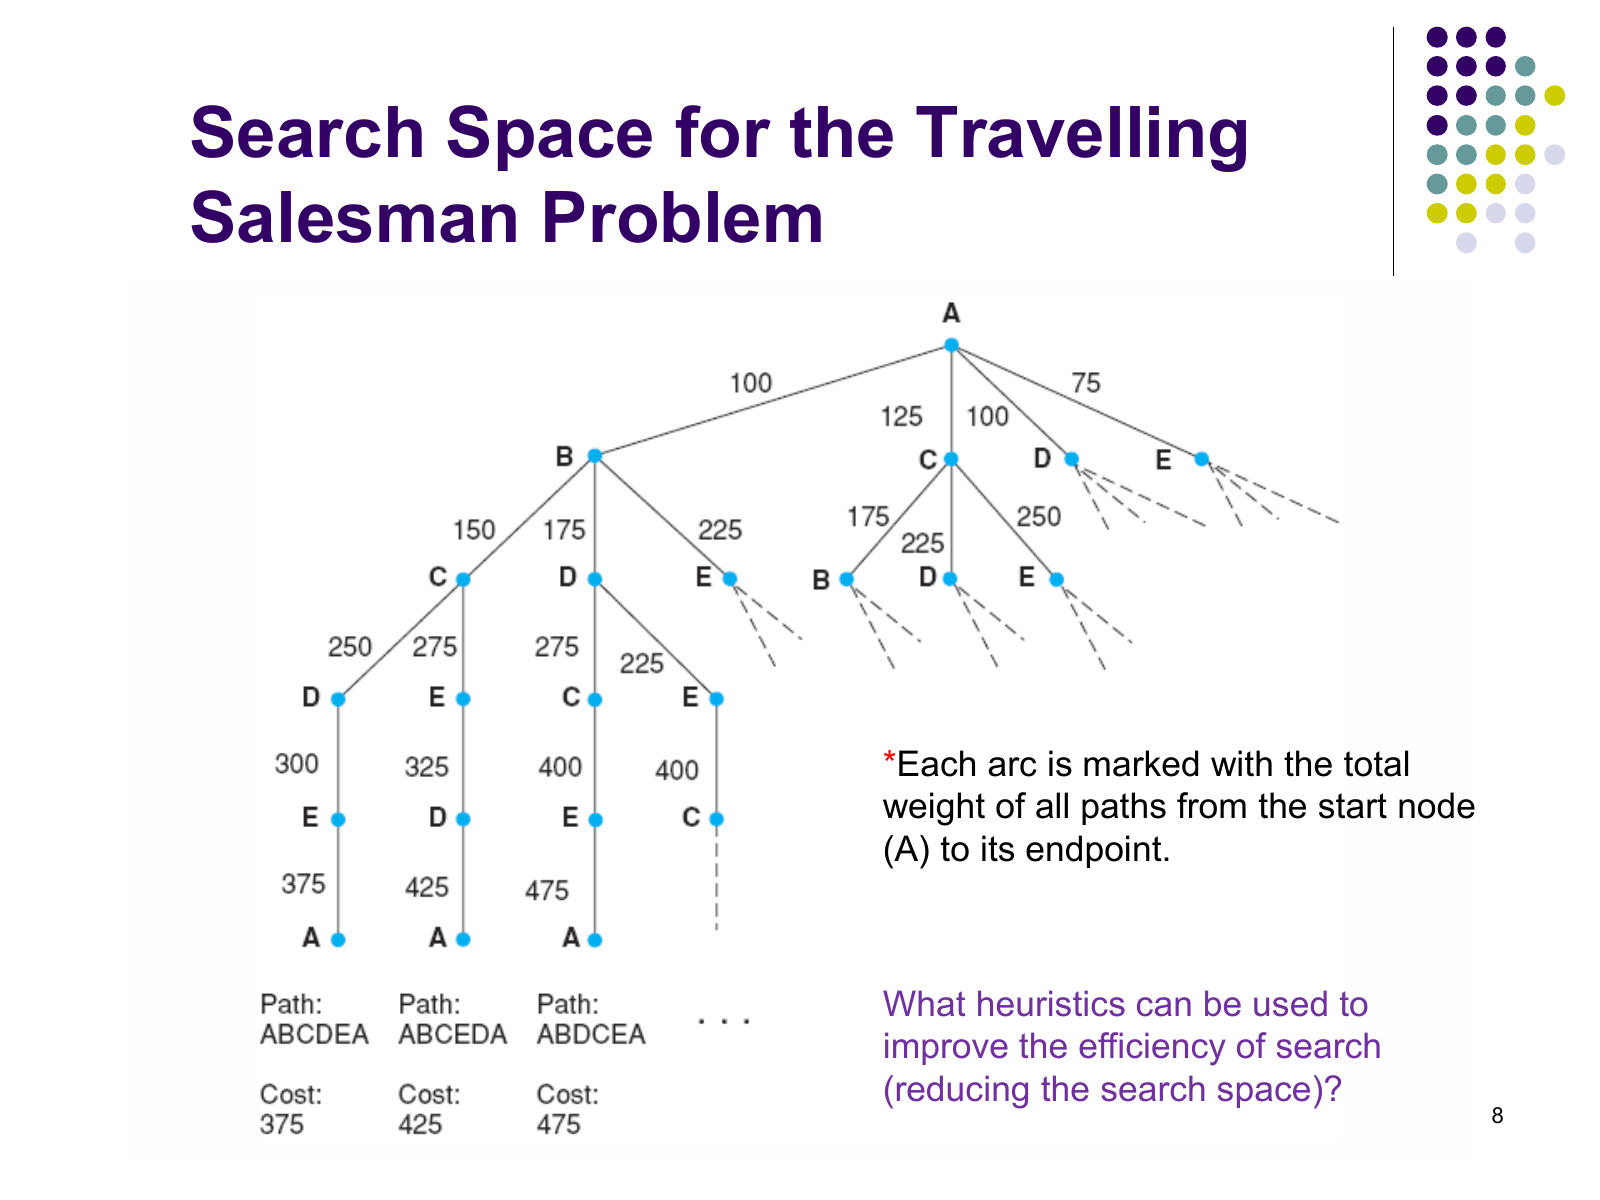 Search Space for the Travelling
Salesman Problem
A
100
125
100
75
B
C
D
E
150
175
225
175
225
250
C
D
E
B
D
E
250
275
275
225
D
E
C
E
300
325
400
400
E
D
E
C
375
425
475
A
A
A
*Each arc is marked with the total
weight of all paths from the start node
(A) to its endpoint.
Path:
ABCDEA
Cost:
375
Path:
ABCEDA
Cost:
425
Path:
ABDCEA
Cost:
475
. . .
What heuristics can be used to
improve the efficiency of search
(reducing the search space)?
8